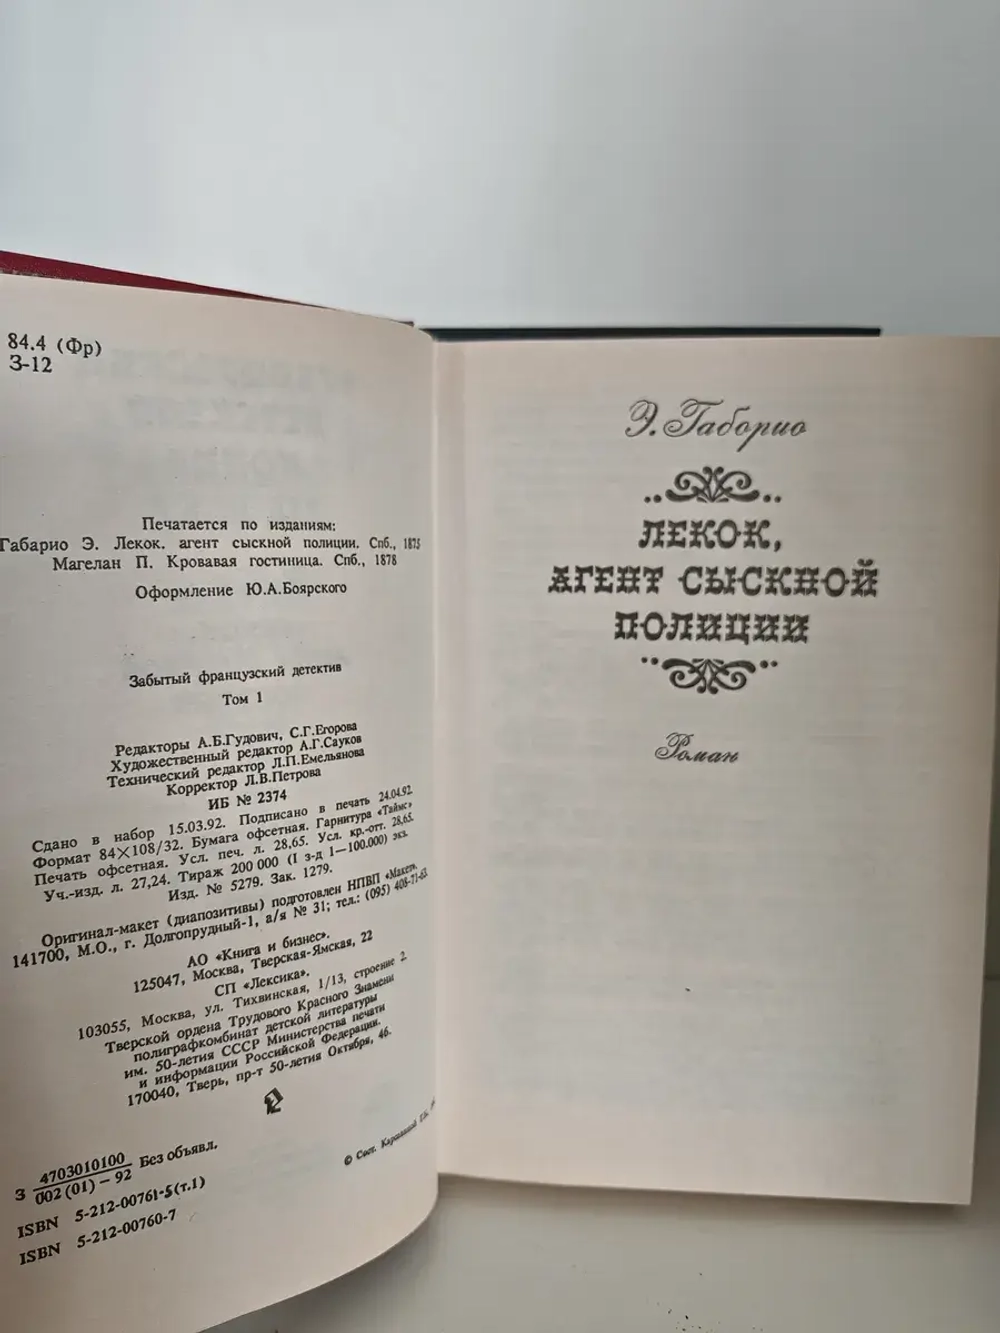 84.4 (Фр)
З-12
Печатается по изданиям:
Габарио Э. Лекок. агент сыскной полиции. Спб., 1875
Магелан П. Кровавая гостиница. Спб., 1878
Оформление Ю.А.Боярского
Забытый французский детектив
Том 1
Редакторы А.Б.Гудович, С.Г.Егорова
Художественный редактор А.Г.Сауков
Технический редактор Л.П.Емельянова
Корректор Л.В.Петрова
ИБ № 2374
Сдано в набор 15.03.92. Подписано в печать 24.04.92.
Формат 84×108/32. Бумага офсетная. Гарнитура «Таймс»
Печать офсетная. Усл. печ. л. 28,65. Усл. кр.-отт. 28,65.
Уч.-изд. л. 27,24. Тираж 200 000 (I з-д 1—100.000) экз.
Изд. № 5279. Зак. 1279.
Оригинал-макет (диапозитивы) подготовлен НПВП «Макет».
141700, М.О., г. Долгопрудный-1, а/я № 31; тел.: (095) 408-71-63
АО «Книга и бизнес».
125047, Москва, Тверская-Ямская, 22
СП «Лексика».
103055, Москва, ул. Тихвинская, 1/13, строение 2.
Тверской ордена Трудового Красного Знамени
полиграфкомбинат детской литературы
им. 50-летия СССР Министерства печати
и информации Российской Федерации.
170040, Тверь, пр-т 50-летия Октября, 46.
З 4703010100 Без объявл.
002 (01) — 92
ISBN 5-212-00761-5 (т.1)
ISBN 5-212-00760-7
© Сост.
Э. Габорио
ЛЕКОК,
АГЕНТ СЫСКНОЙ
ПОЛИЦИИ
Роман